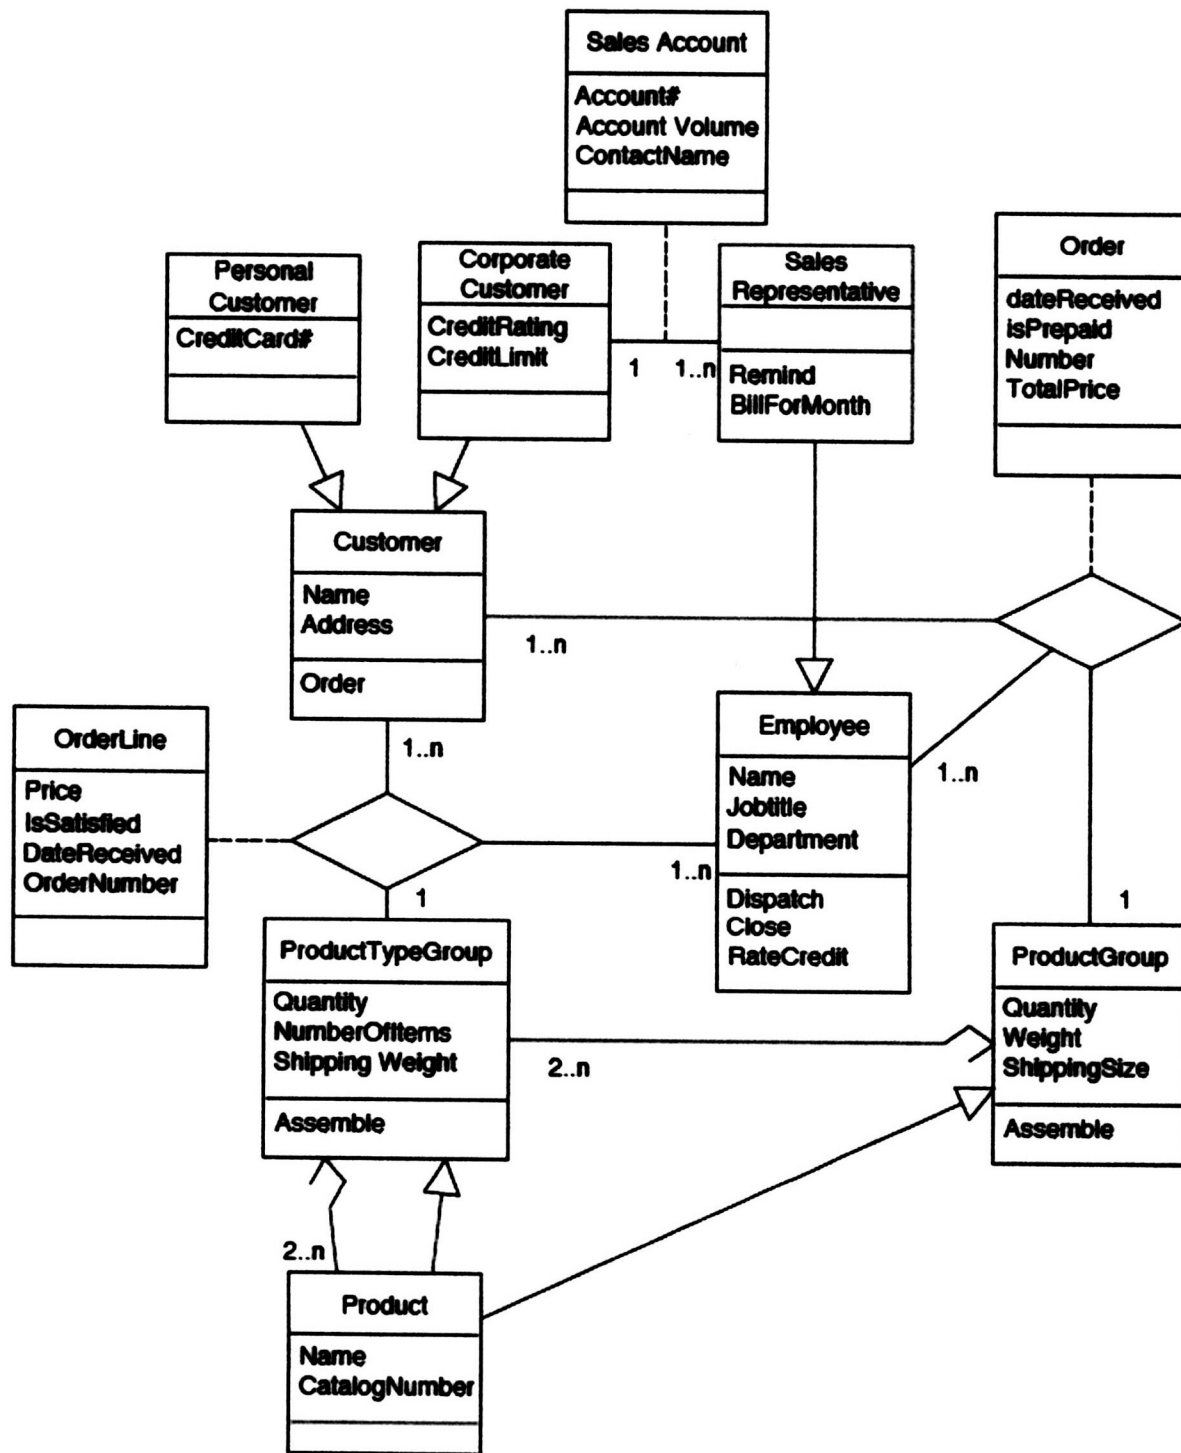 Sales Account
Account#
Account Volume
ContactName
Personal
Customer
CreditCard#
Corporate
Customer
CreditRating
CreditLimit
1
1..n
Sales
Representative
Remind
BillForMonth
Order
dateReceived
isPrepaid
Number
TotalPrice
Customer
Name
Address
Order
1..n
1..n
OrderLine
Price
IsSatisfied
DateReceived
OrderNumber
Employee
Name
Jobtitle
Department
Dispatch
Close
RateCredit
1..n
1..n
1
1
ProductTypeGroup
Quantity
NumberOfItems
Shipping Weight
Assemble
2..n
ProductGroup
Quantity
Weight
ShippingSize
Assemble
2..n
Product
Name
CatalogNumber